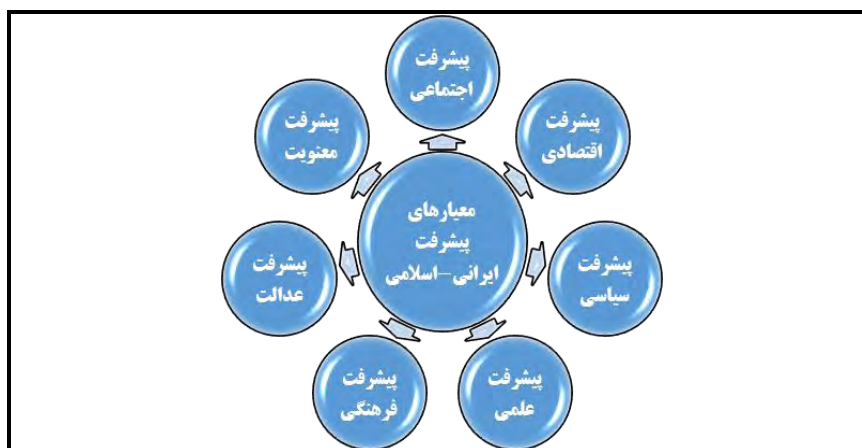 پیشرفت
اجتماعی
پیشرفت
اقتصادی
پیشرفت
سیاسی
پیشرفت
علمی
پیشرفت
فرهنگی
پیشرفت
عدالت
پیشرفت
معنویت
معیارهای
پیشرفت
ایرانی-اسلامی